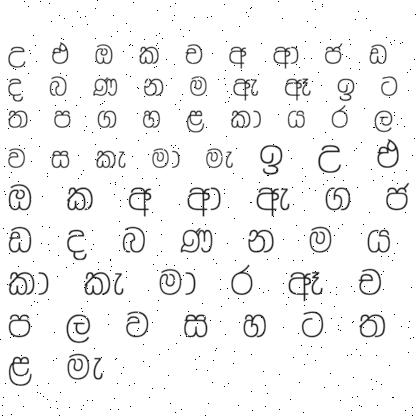 උ එ ඔ ක ච අ ආ ජ ඩ
ද බ ණ න ම ඇ ඈ ඉ ට
ත ප ග හ ළ කා ය ර ල
ව ස කැ මා මැ ඉ උ එ
ඔ ක අ ආ ඇ ග ජ
ඩ ද බ ණ න ම ය
කා කැ මා ර ඈ ච
ප ල ව ස හ ට ත
ළ මැ